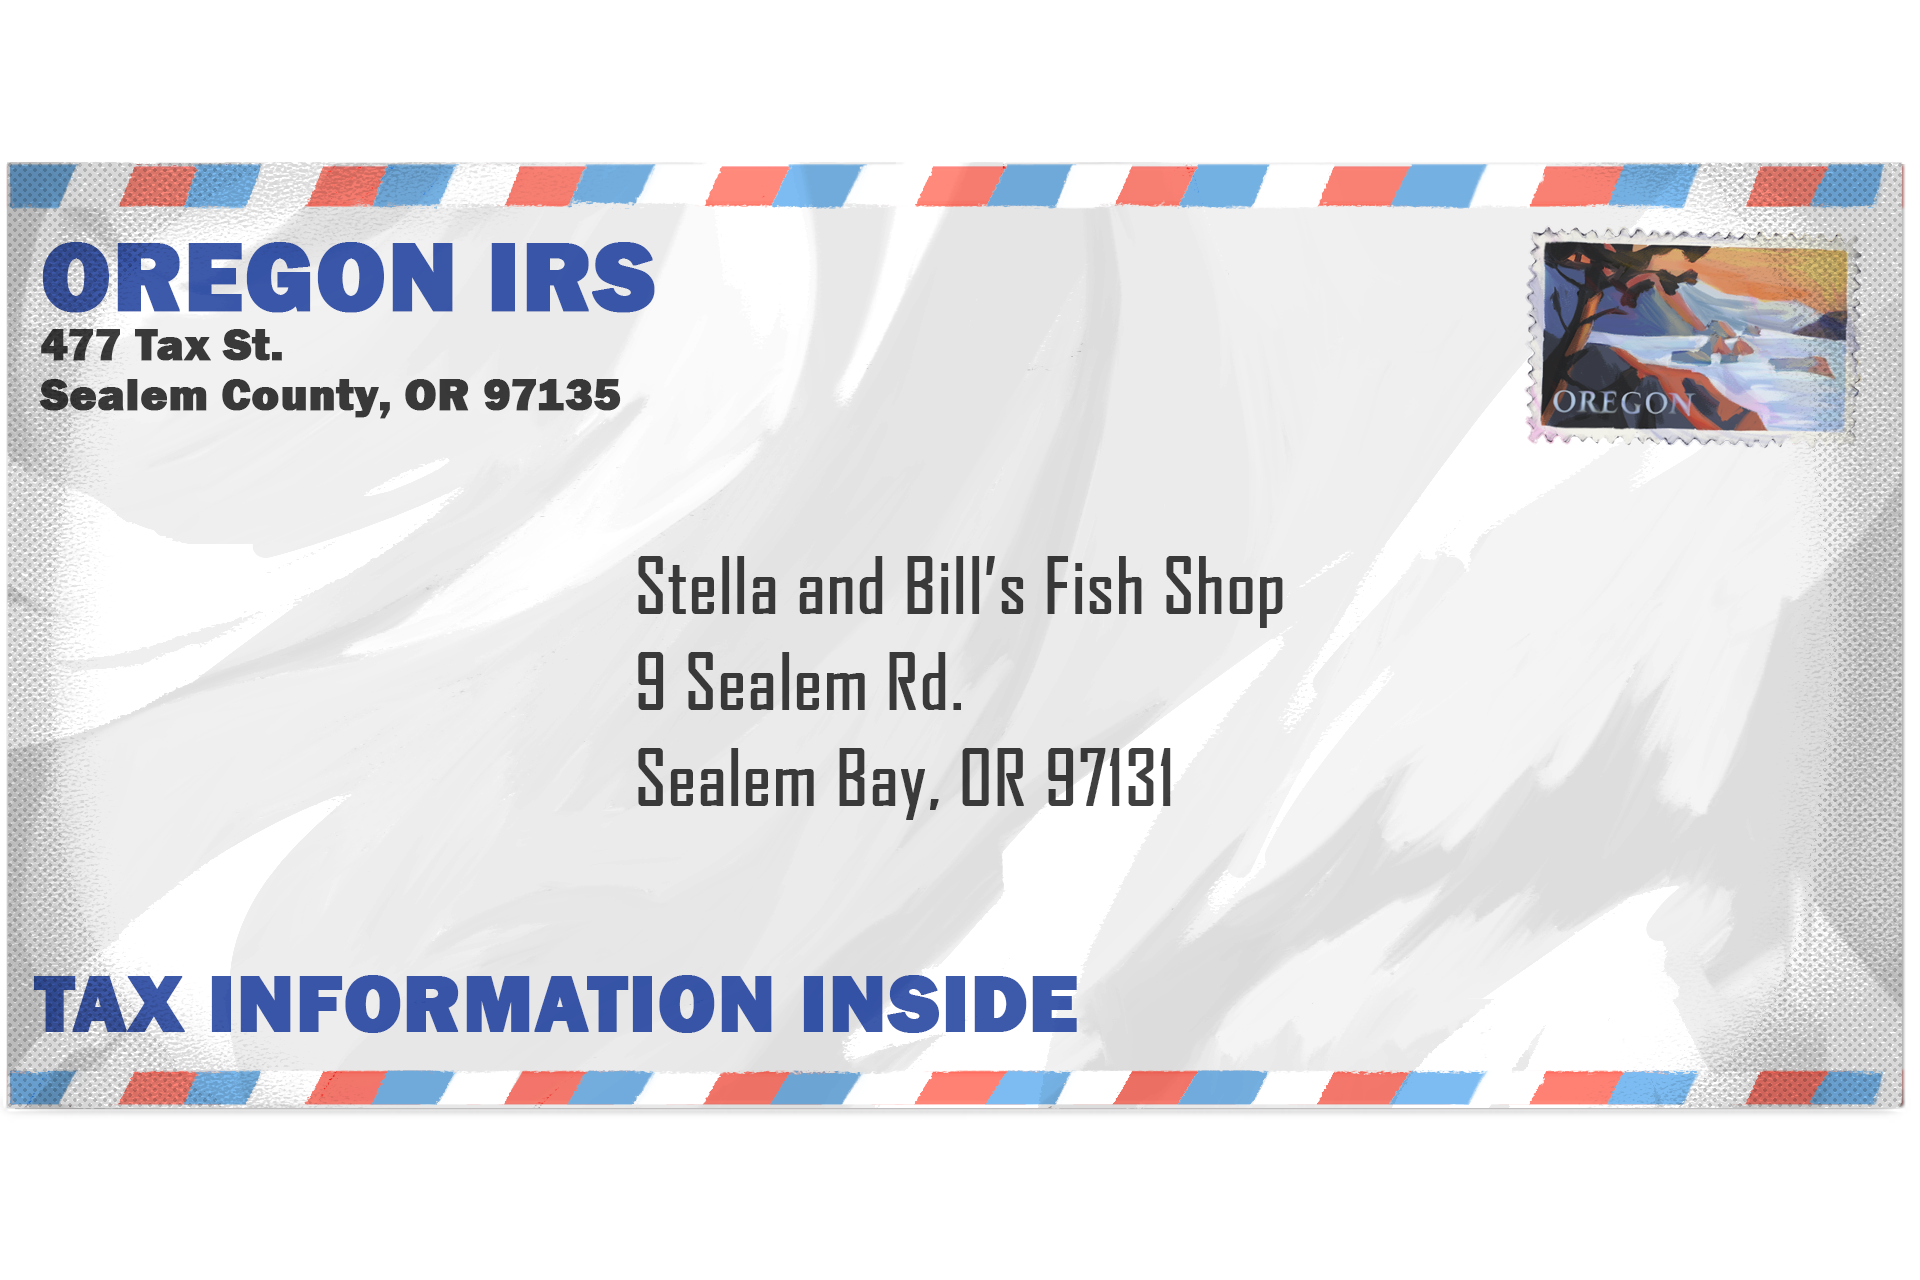 OREGON IRS
477 Tax St.
Sealem County, OR 97135
OREGON
Stella and Bill's Fish Shop
9 Sealem Rd.
Sealem Bay, OR 97131
TAX INFORMATION INSIDE